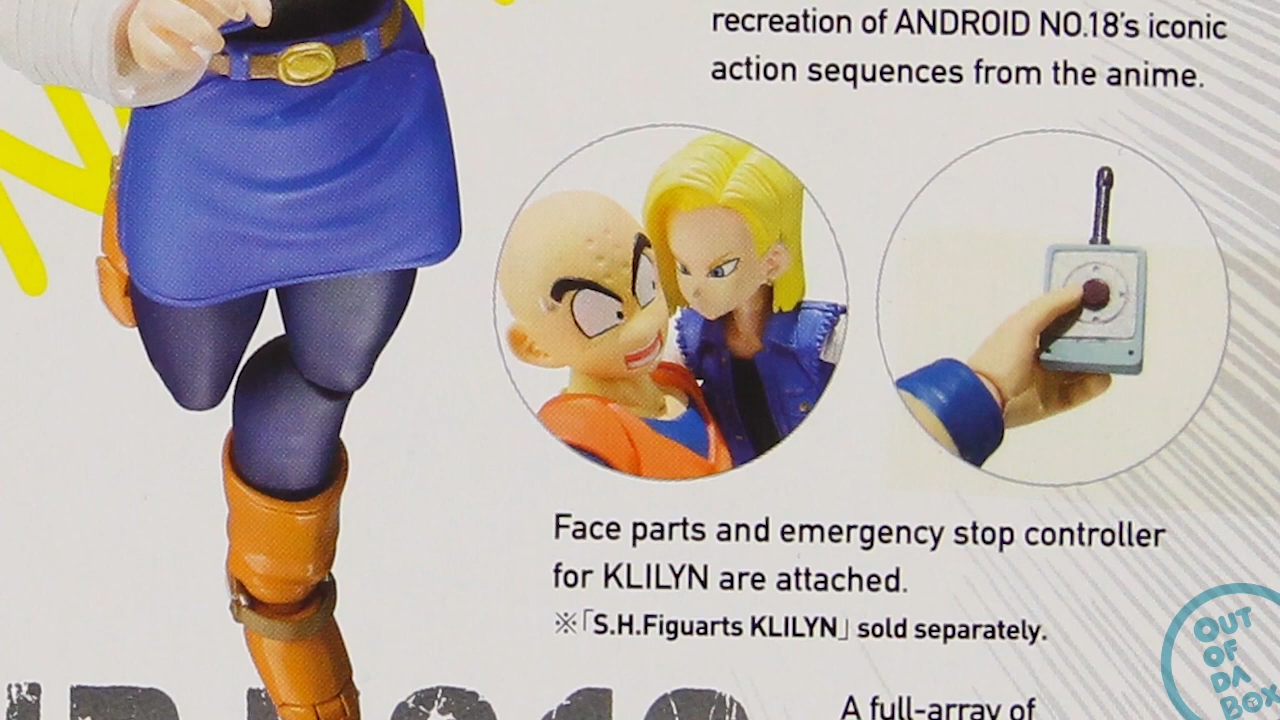 recreation of ANDROID NO.18's iconic
action sequences from the anime.
Face parts and emergency stop controller
for KLILYN are attached.
※「S.H.Figuarts KLILYN」 sold separately.
A full-array of
OUT
OF
DA
BOX